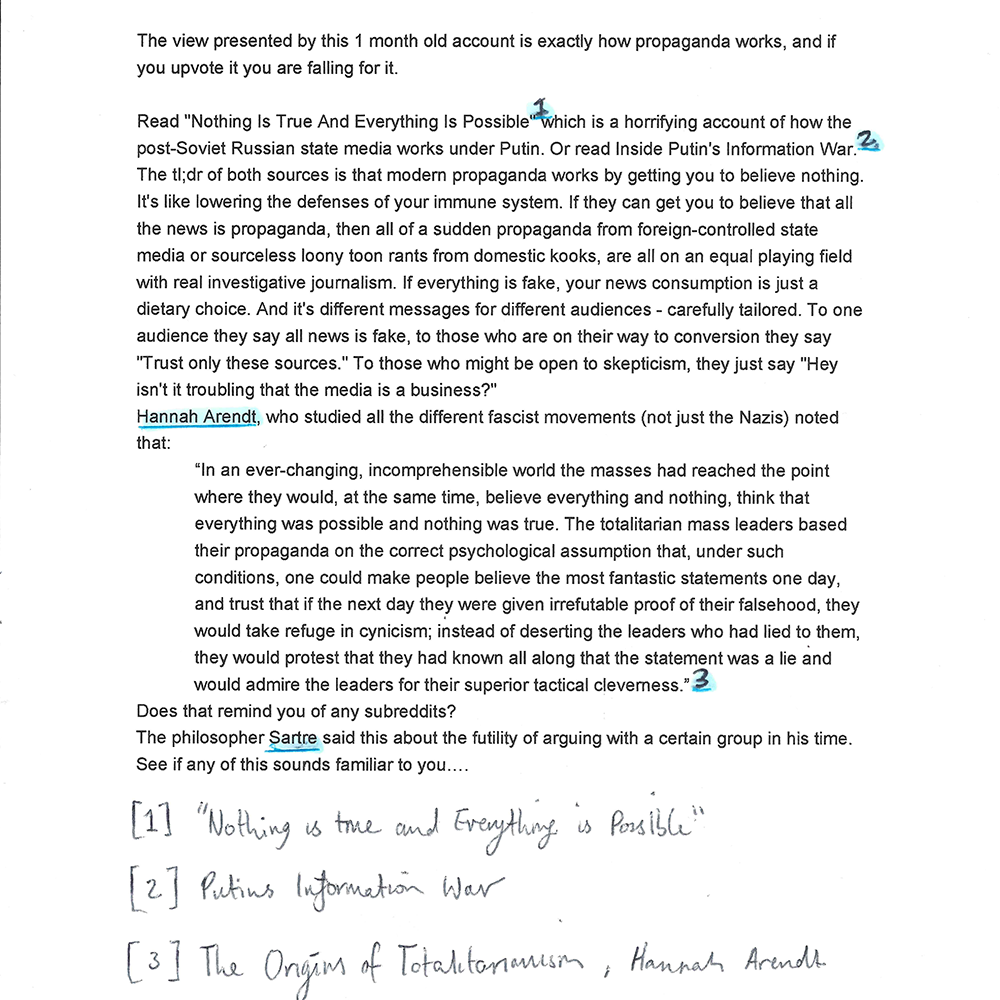 The view presented by this 1 month old account is exactly how propaganda works, and if
you upvote it you are falling for it.
Read "Nothing Is True And Everything Is Possible" 1 which is a horrifying account of how the
post-Soviet Russian state media works under Putin. Or read Inside Putin's Information War. 2
The tl;dr of both sources is that modern propaganda works by getting you to believe nothing.
It's like lowering the defenses of your immune system. If they can get you to believe that all
the news is propaganda, then all of a sudden propaganda from foreign-controlled state
media or sourceless loony toon rants from domestic kooks, are all on an equal playing field
with real investigative journalism. If everything is fake, your news consumption is just a
dietary choice. And it's different messages for different audiences - carefully tailored. To one
audience they say all news is fake, to those who are on their way to conversion they say
"Trust only these sources." To those who might be open to skepticism, they just say "Hey
isn't it troubling that the media is a business?"
Hannah Arendt, who studied all the different fascist movements (not just the Nazis) noted
that:
“In an ever-changing, incomprehensible world the masses had reached the point
where they would, at the same time, believe everything and nothing, think that
everything was possible and nothing was true. The totalitarian mass leaders based
their propaganda on the correct psychological assumption that, under such
conditions, one could make people believe the most fantastic statements one day,
and trust that if the next day they were given irrefutable proof of their falsehood, they
would take refuge in cynicism; instead of deserting the leaders who had lied to them,
they would protest that they had known all along that the statement was a lie and
would admire the leaders for their superior tactical cleverness.” 3
Does that remind you of any subreddits?
The philosopher Sartre said this about the futility of arguing with a certain group in his time.
See if any of this sounds familiar to you….
[1] "Nothing is true and Everything is Possible"
[2] Putins Information War
[3] The Origins of Totalitarianism, Hannah Arendt